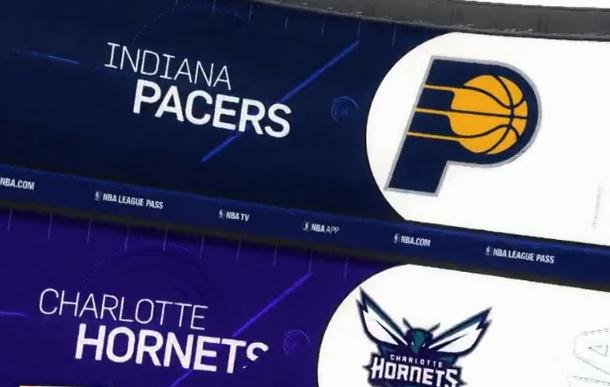 INDIANA
PACERS
NBA.COM
NBA LEAGUE PASS
NBA TV
NBA APP
NBA.COM
NBA LEAGUE PASS
CHARLOTTE
HORNETS
CHARLOTTE
HORNETS